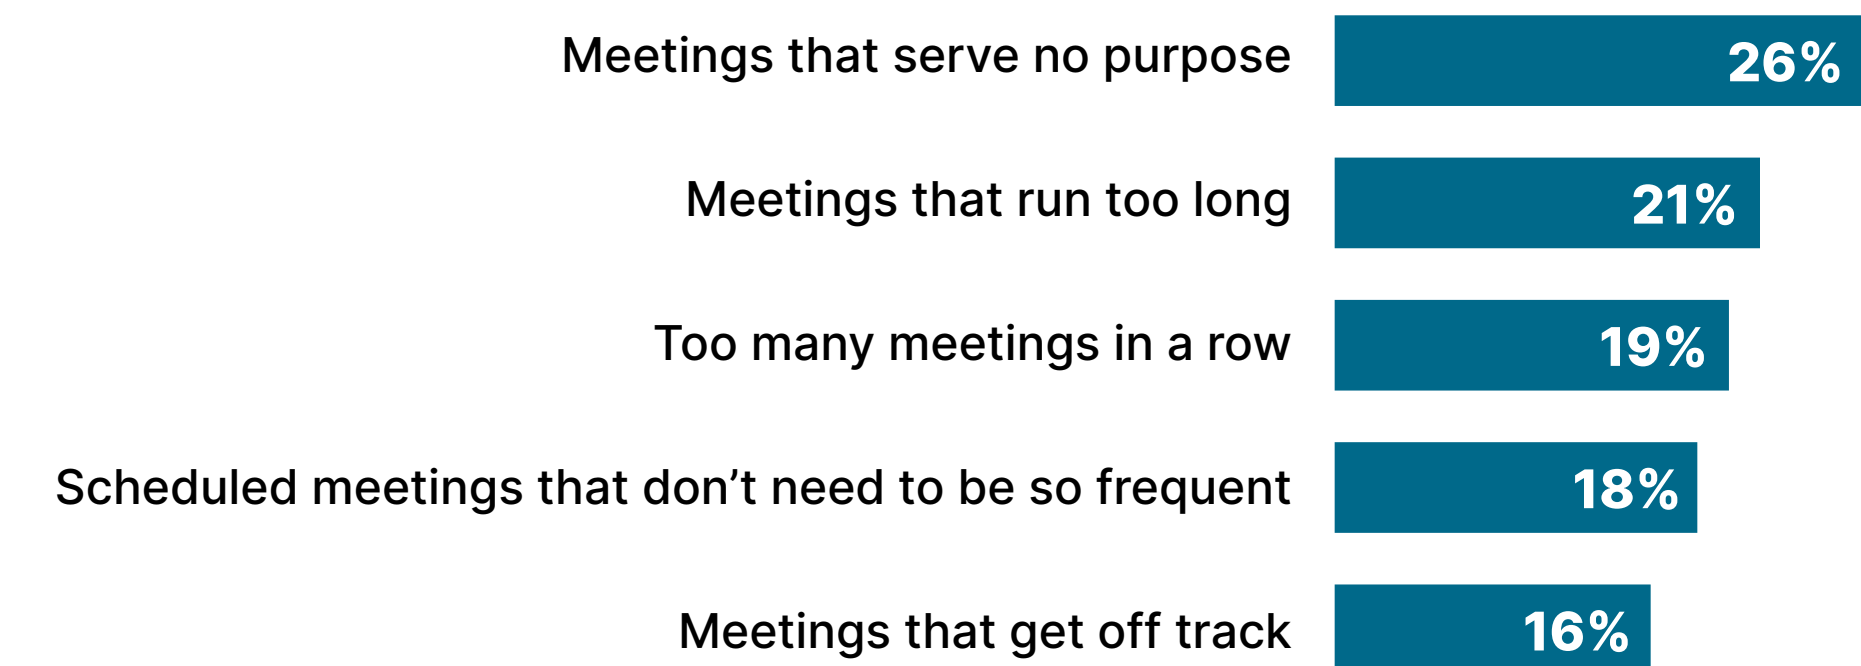 Meetings that serve no purpose 26%
Meetings that run too long 21%
Too many meetings in a row 19%
Scheduled meetings that don’t need to be so frequent 18%
Meetings that get off track 16%